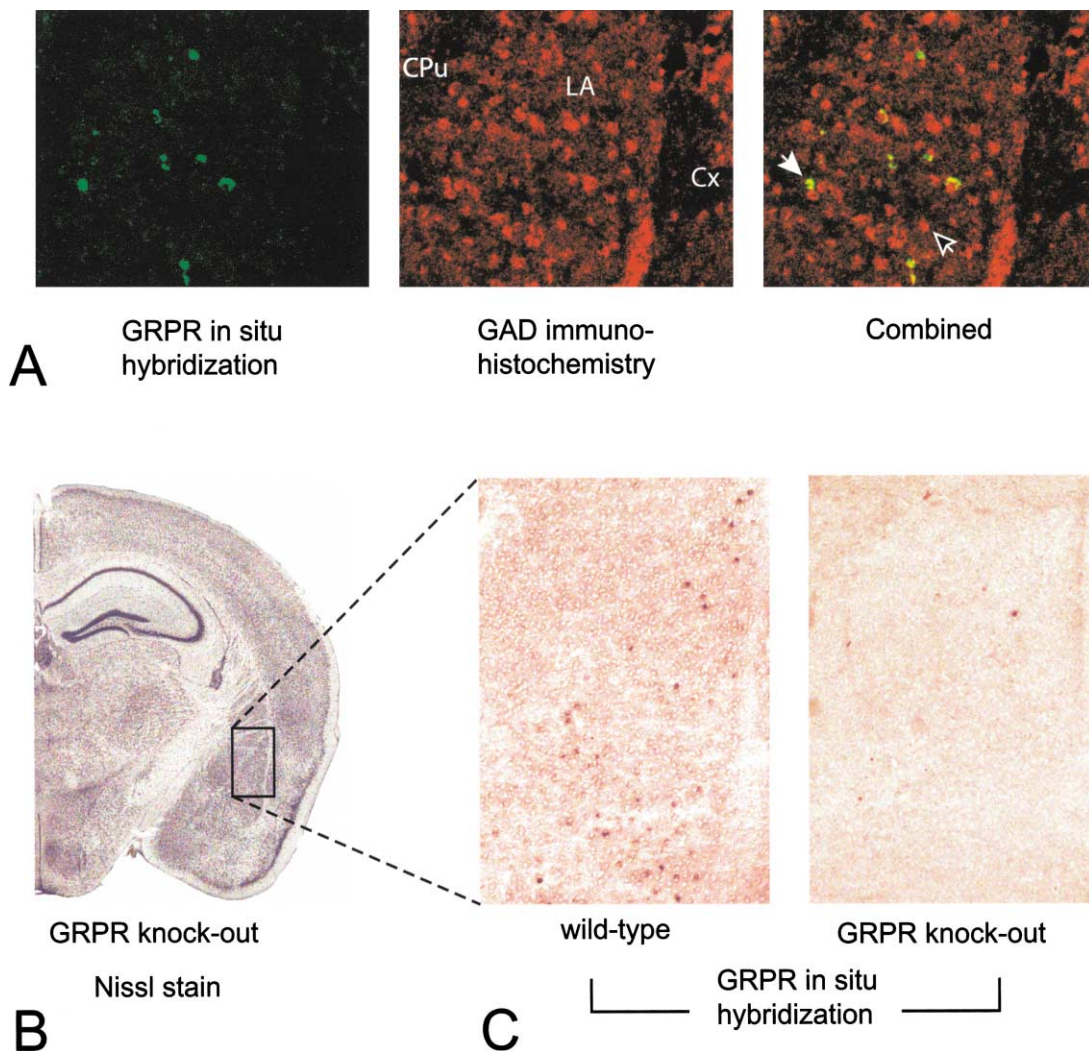 CPu
LA
Cx
GRPR in situ
hybridization
GAD immuno-
histochemistry
Combined
A
GRPR knock-out
Nissl stain
B
wild-type
GRPR knock-out
GRPR in situ
hybridization
C